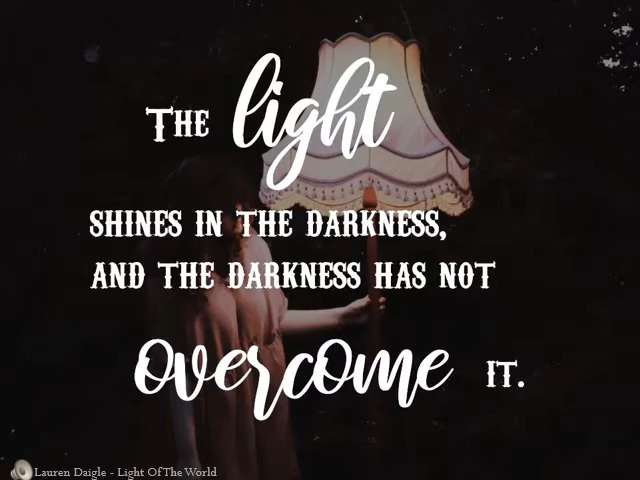 The light
shines in the darkness,
and the darkness has not
overcome it.
Lauren Daigle - Light Of The World